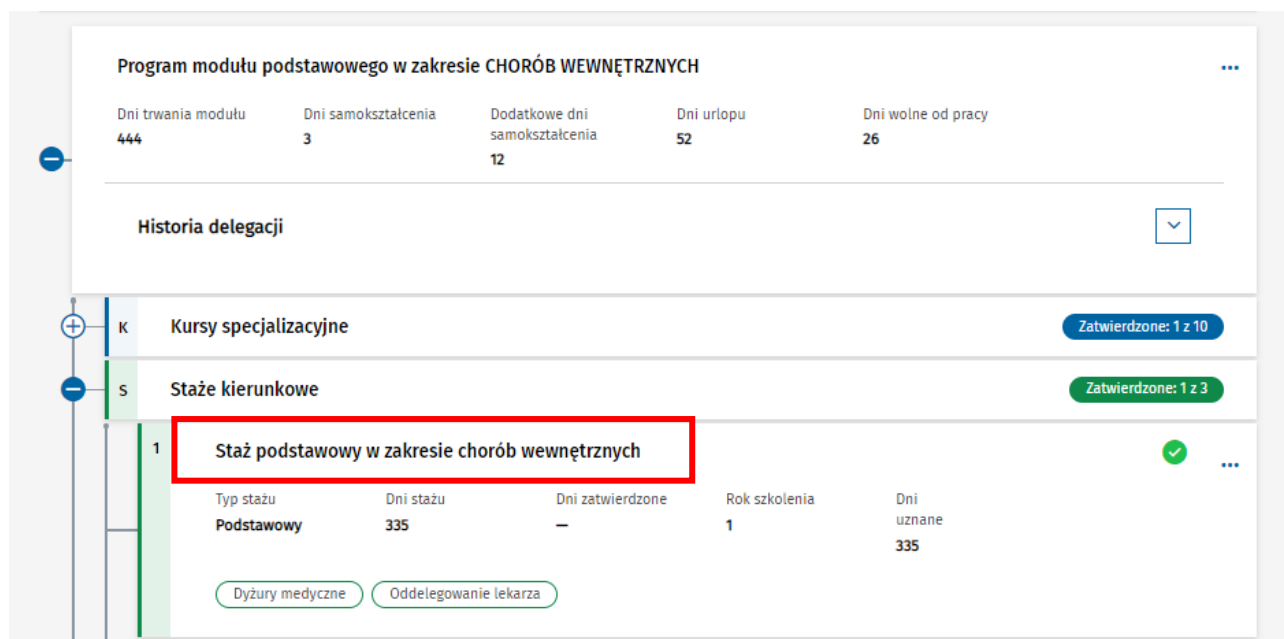 Program modułu podstawowego w zakresie CHORÓB WEWNĘTRZNYCH
Dni trwania modułu
444
Dni samokształcenia
3
Dodatkowe dni
samokształcenia
12
Dni urlopu
52
Dni wolne od pracy
26
Historia delegacji
K Kursy specjalizacyjne Zatwierdzone: 1 z 10
S Staże kierunkowe Zatwierdzone: 1 z 3
1 Staż podstawowy w zakresie chorób wewnętrznych
Typ stażu
Podstawowy
Dni stażu
335
Dni zatwierdzone
—
Rok szkolenia
1
Dni
uznane
335
Dyżury medyczne Oddelegowanie lekarza